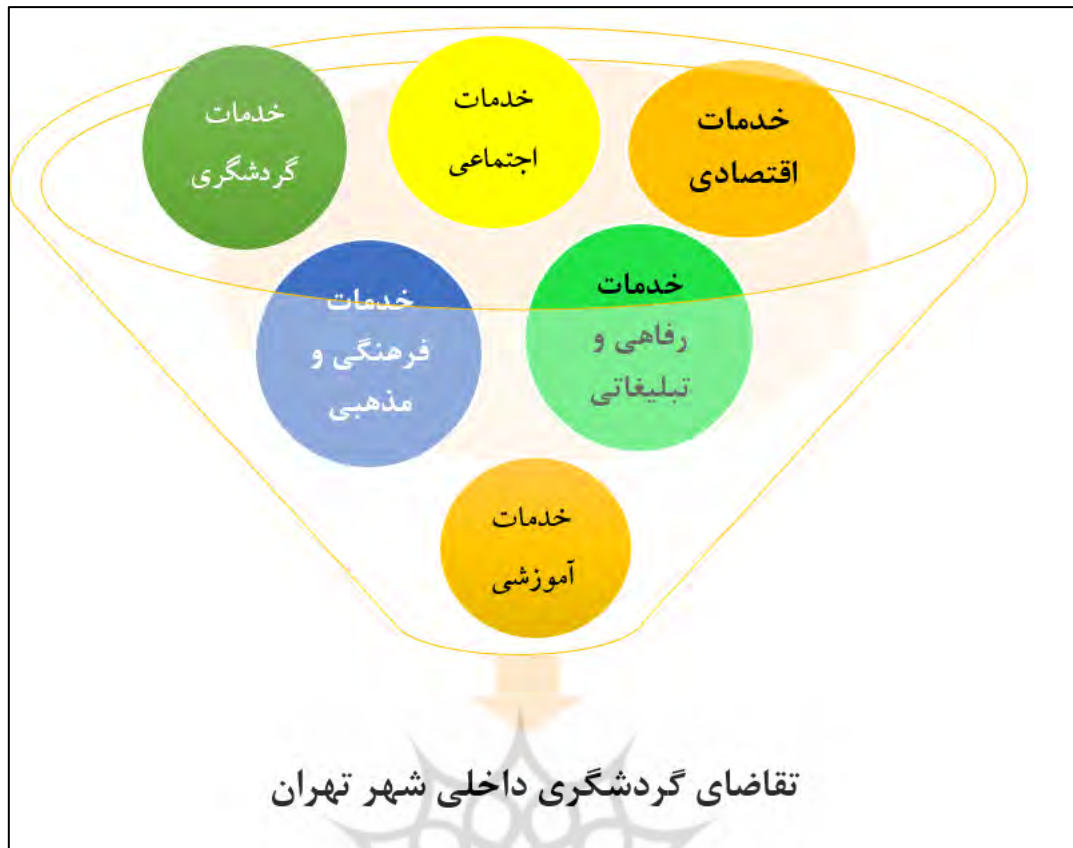 خدمات
اقتصادی
خدمات
اجتماعی
خدمات
گردشگری
خدمات
رفاهی و
تبلیغاتی
خدمات
فرهنگی و
مذهبی
خدمات
آموزشی
تقاضای گردشگری داخلی شهر تهران